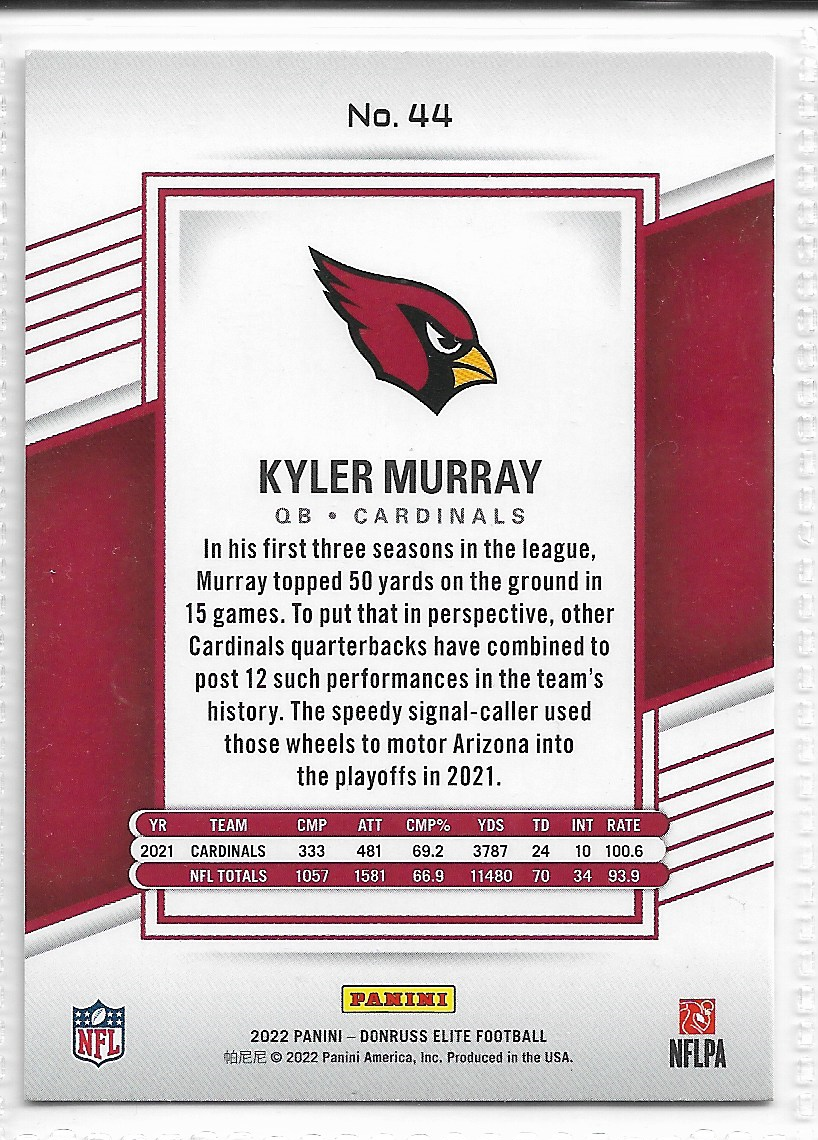 No. 44
KYLER MURRAY
QB • CARDINALS
In his first three seasons in the league,
Murray topped 50 yards on the ground in
15 games. To put that in perspective, other
Cardinals quarterbacks have combined to
post 12 such performances in the team's
history. The speedy signal-caller used
those wheels to motor Arizona into
the playoffs in 2021.
YR TEAM CMP ATT CMP% YDS TD INT RATE
2021 CARDINALS 333 481 69.2 3787 24 10 100.6
NFL TOTALS 1057 1581 66.9 11480 70 34 93.9
PANINI
2022 PANINI – DONRUSS ELITE FOOTBALL
帕尼尼 © 2022 Panini America, Inc. Produced in the USA.
NFL
NFLPA